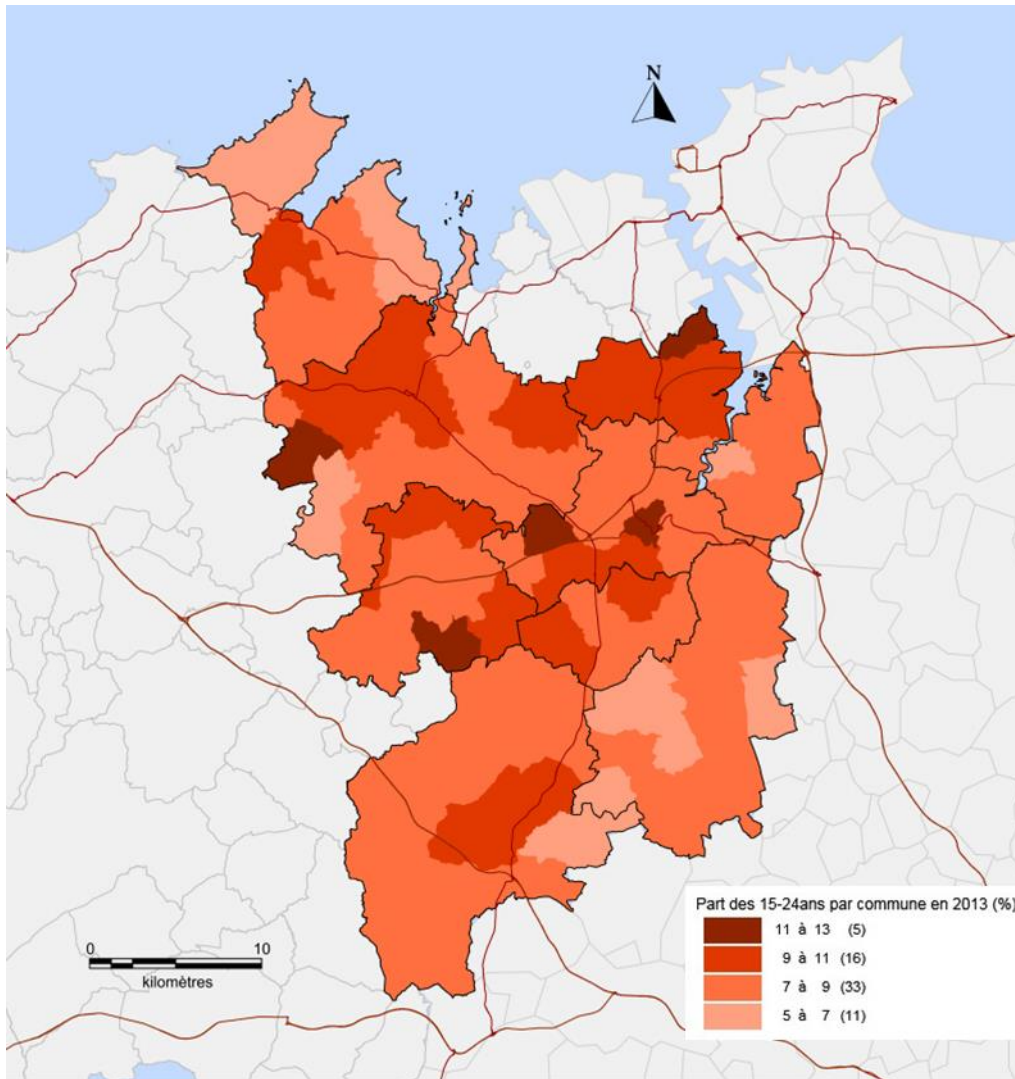 N
0 10
kilomètres
Part des 15-24ans par commune en 2013 (%)
11 à 13 (5)
9 à 11 (16)
7 à 9 (33)
5 à 7 (11)